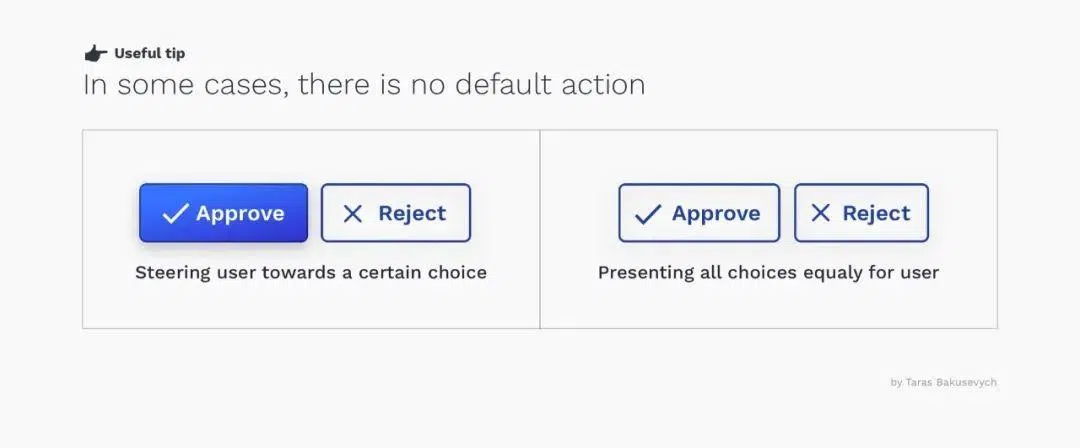 Useful tip
In some cases, there is no default action
Approve
Reject
Approve
Reject
Steering user towards a certain choice
Presenting all choices equaly for user
by Taras Bakusevych